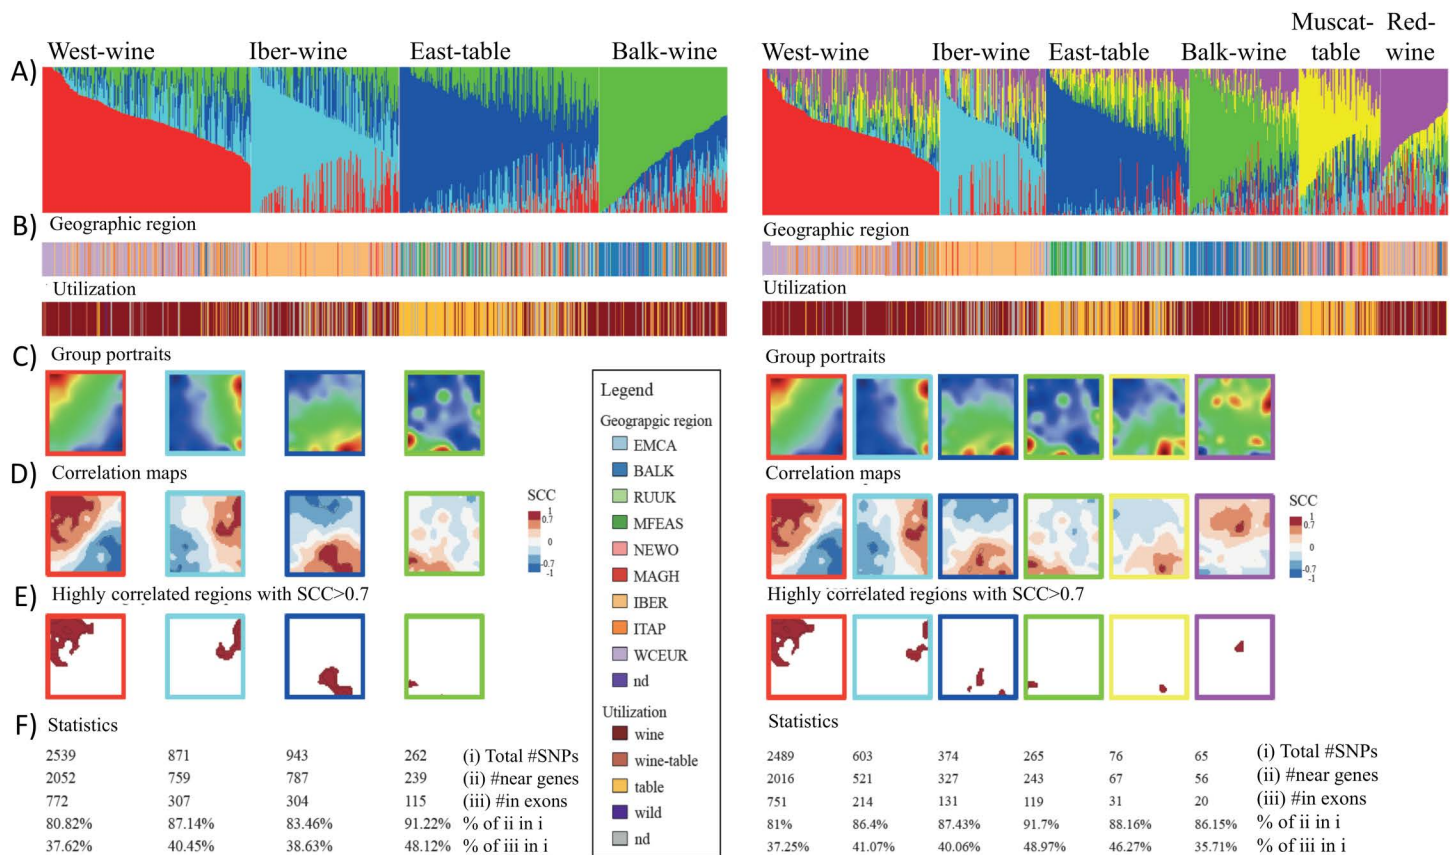 West-wine Iber-wine East-table Balk-wine
West-wine Iber-wine East-table Balk-wine Muscat-table Red-wine
A)
B) Geographic region
Geographic region
Utilization
Utilization
C) Group portraits
Group portraits
D) Correlation maps
Correlation maps
SCC
1
0.7
0
-0.7
-1
SCC
1
0.7
0
-0.7
-1
E) Highly correlated regions with SCC>0.7
Highly correlated regions with SCC>0.7
Legend
Geograpgic region
EMCA
BALK
RUUK
MFEAS
NEWO
MAGH
IBER
ITAP
WCEUR
nd
Utilization
wine
wine-table
table
wild
nd
F) Statistics
2539 871 943 262 (i) Total #SNPs
2052 759 787 239 (ii) #near genes
772 307 304 115 (iii) #in exons
80.82% 87.14% 83.46% 91.22% % of ii in i
37.62% 40.45% 38.63% 48.12% % of iii in i
Statistics
2489 603 374 265 76 65 (i) Total #SNPs
2016 521 327 243 67 56 (ii) #near genes
751 214 131 119 31 20 (iii) #in exons
81% 86.4% 87.43% 91.7% 88.16% 86.15% % of ii in i
37.25% 41.07% 40.06% 48.97% 46.27% 35.71% % of iii in i